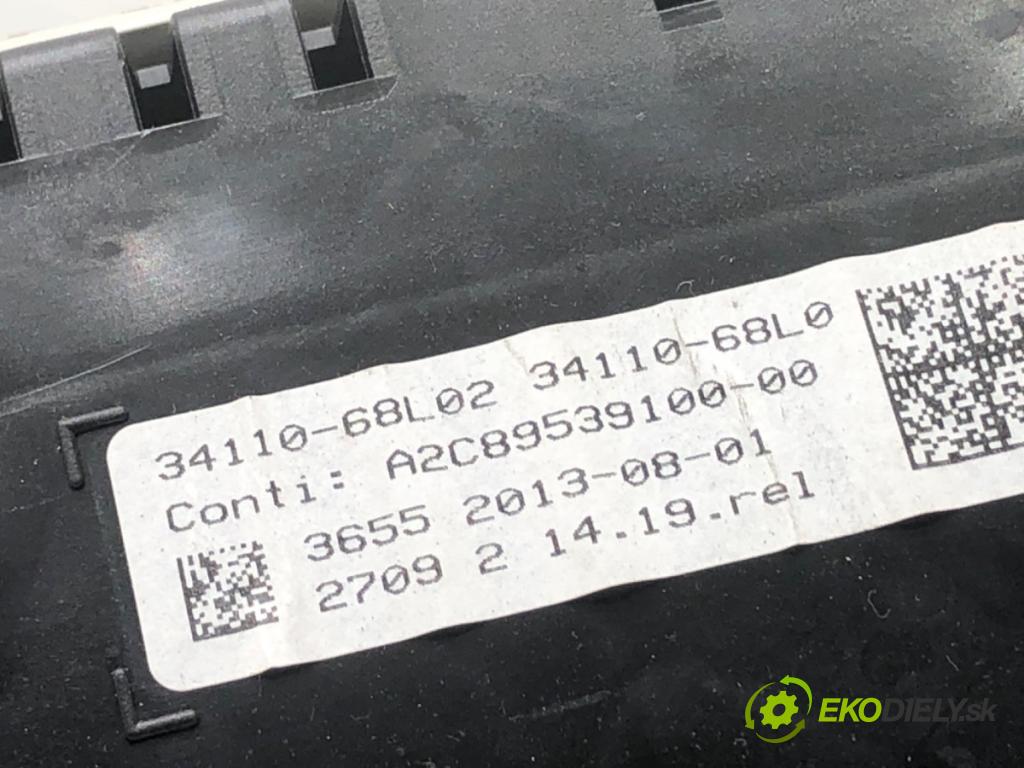 34110-68L02 34110-68L0
Conti: A2C89539100-00
3655 2013-08-01
2709 2 14.19.rel
EKODIELY.sk